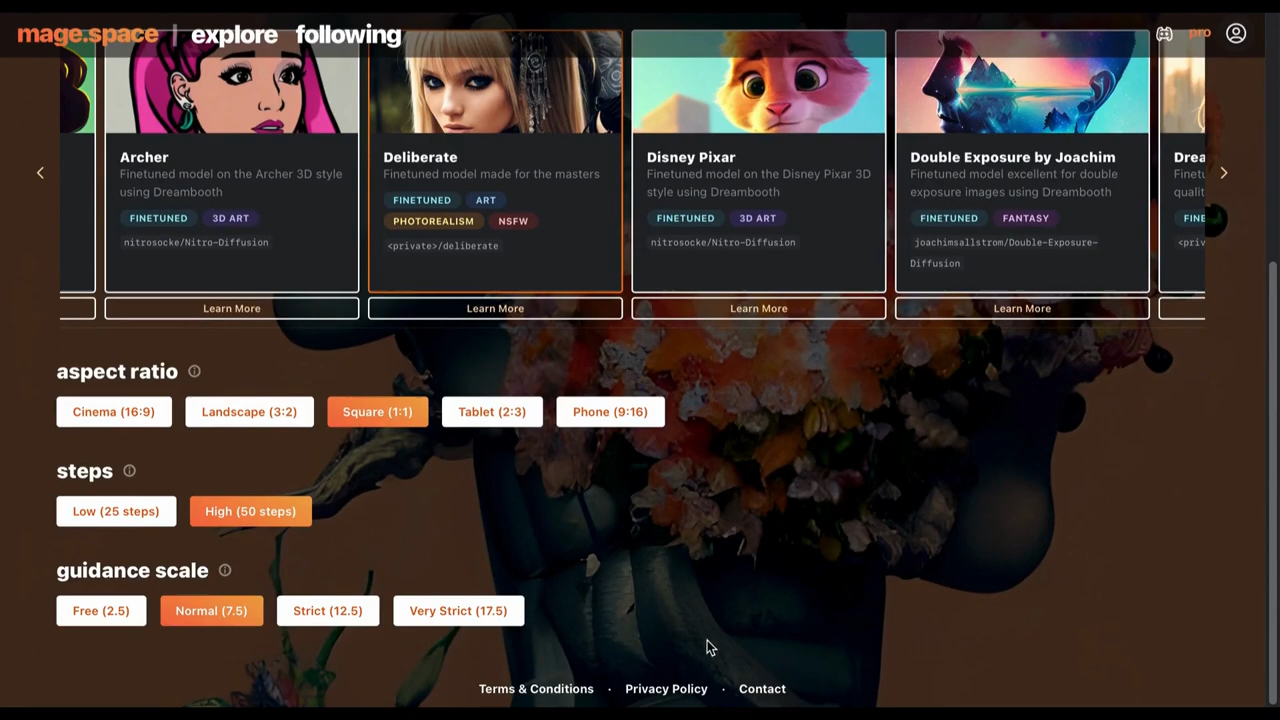 mage.space | explore following
pro
Archer
Finetuned model on the Archer 3D style
using Dreambooth
FINETUNED 3D ART
nitrosocke/Nitro-Diffusion
Learn More
Deliberate
Finetuned model made for the masters
FINETUNED ART
PHOTOREALISM NSFW
<private>/deliberate
Learn More
Disney Pixar
Finetuned model on the Disney Pixar 3D
style using Dreambooth
FINETUNED 3D ART
nitrosocke/Nitro-Diffusion
Learn More
Double Exposure by Joachim
Finetuned model excellent for double
exposure images using Dreambooth
FINETUNED FANTASY
joachimsallstrom/Double-Exposure-
Diffusion
Learn More
Drea
Finetu
qualit
FINE
<priv
aspect ratio
Cinema (16:9) Landscape (3:2) Square (1:1) Tablet (2:3) Phone (9:16)
steps
Low (25 steps) High (50 steps)
guidance scale
Free (2.5) Normal (7.5) Strict (12.5) Very Strict (17.5)
Terms & Conditions · Privacy Policy · Contact